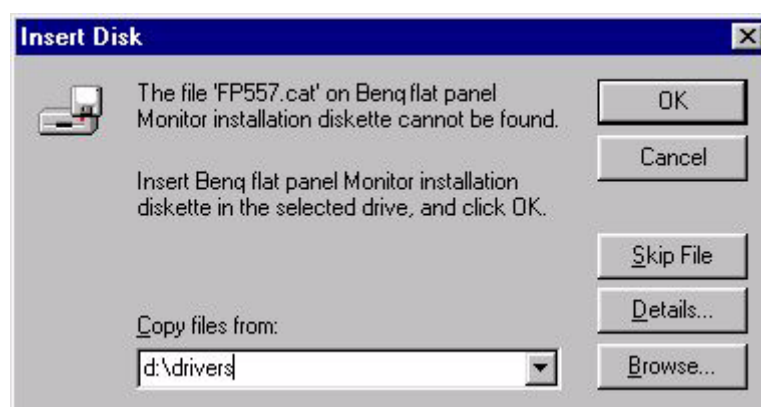 Insert Disk
The file 'FP557.cat' on Benq flat panel
Monitor installation diskette cannot be found.
Insert Benq flat panel Monitor installation
diskette in the selected drive, and click OK.
Copy files from:
d:\drivers
OK
Cancel
Skip File
Details...
Browse...